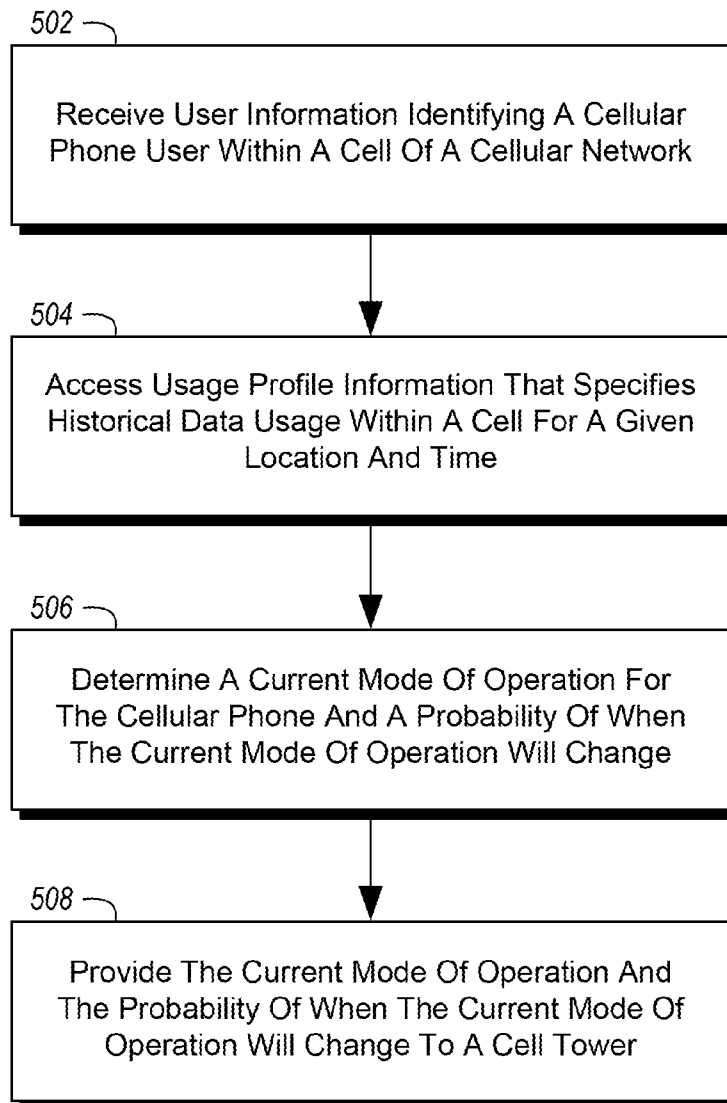 502
Receive User Information Identifying A Cellular
Phone User Within A Cell Of A Cellular Network
504
Access Usage Profile Information That Specifies
Historical Data Usage Within A Cell For A Given
Location And Time
506
Determine A Current Mode Of Operation For
The Cellular Phone And A Probability Of When
The Current Mode Of Operation Will Change
508
Provide The Current Mode Of Operation And
The Probability Of When The Current Mode Of
Operation Will Change To A Cell Tower